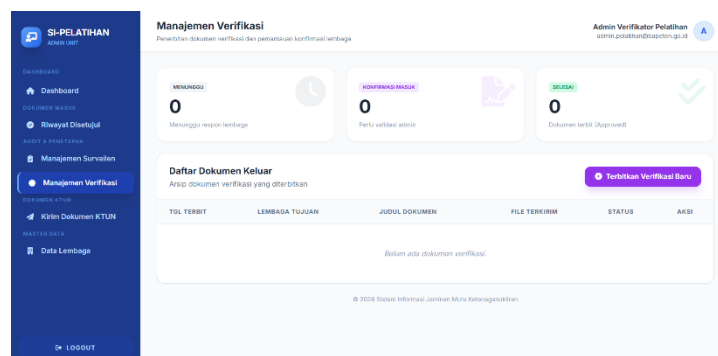 SI-PELATIHAN
ADMIN UNIT
DASHBOARD
Dashboard
DOKUMEN MASUK
Riwayat Disetujui
AUDIT & PENETAPAN
Manajemen Survailen
Manajemen Verifikasi
DOKUMEN KTUN
Kirim Dokumen KTUN
MASTER DATA
Data Lembaga
LOGOUT
Manajemen Verifikasi
Penerbitan dokumen verifikasi dan pemantauan konfirmasi lembaga
Admin Verifikator Pelatihan
admin.pelatihan@bapeten.go.id
A
MENUNGGU
0
Menunggu respon lembaga
KONFIRMASI MASUK
0
Perlu validasi admin
SELESAI
0
Dokumen terbit (Approved)
Daftar Dokumen Keluar
Arsip dokumen verifikasi yang diterbitkan
Terbitkan Verifikasi Baru
TGL TERBIT LEMBAGA TUJUAN JUDUL DOKUMEN FILE TERKIRIM STATUS AKSI
Belum ada dokumen verifikasi.
© 2026 Sistem Informasi Jaminan Mutu Ketenaganukliran